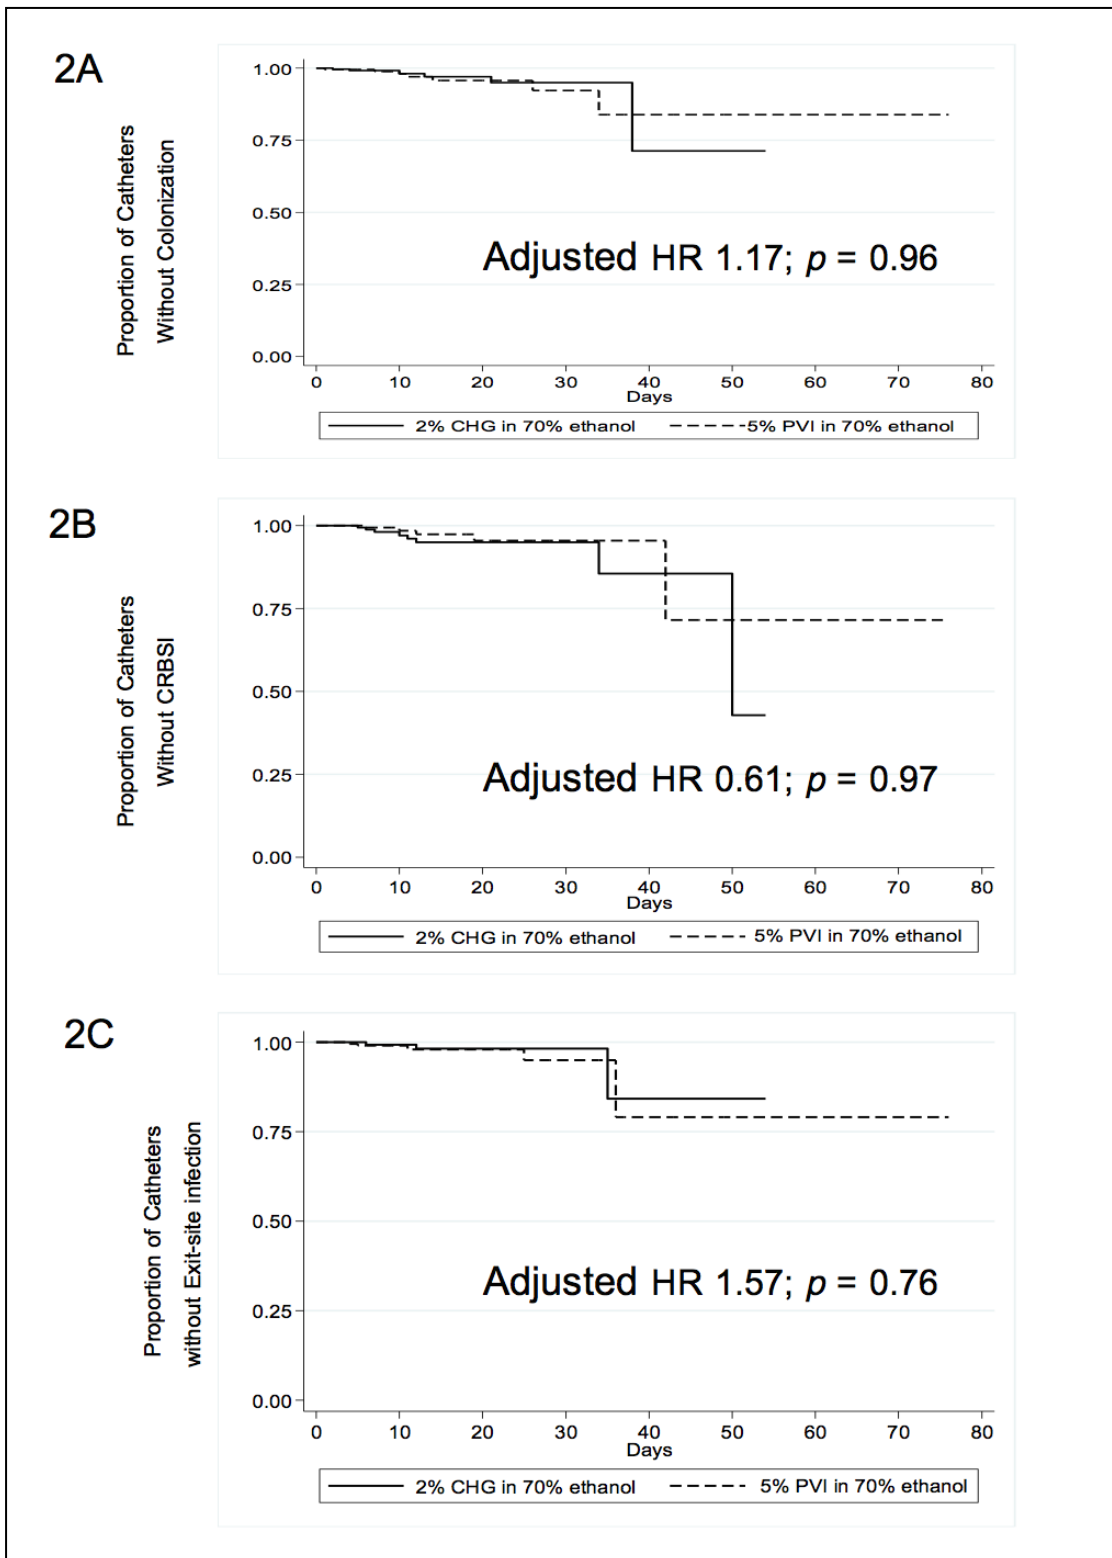 2A
Proportion of Catheters
Without Colonization
1.00
0.75
0.50
0.25
0.00
Adjusted HR 1.17; p = 0.96
0 10 20 30 40 50 60 70 80
Days
2% CHG in 70% ethanol 5% PVI in 70% ethanol
2B
Proportion of Catheters
Without CRBSI
1.00
0.75
0.50
0.25
0.00
Adjusted HR 0.61; p = 0.97
0 10 20 30 40 50 60 70 80
Days
2% CHG in 70% ethanol 5% PVI in 70% ethanol
2C
Proportion of Catheters
without Exit-site infection
1.00
0.75
0.50
0.25
0.00
Adjusted HR 1.57; p = 0.76
0 10 20 30 40 50 60 70 80
Days
2% CHG in 70% ethanol 5% PVI in 70% ethanol